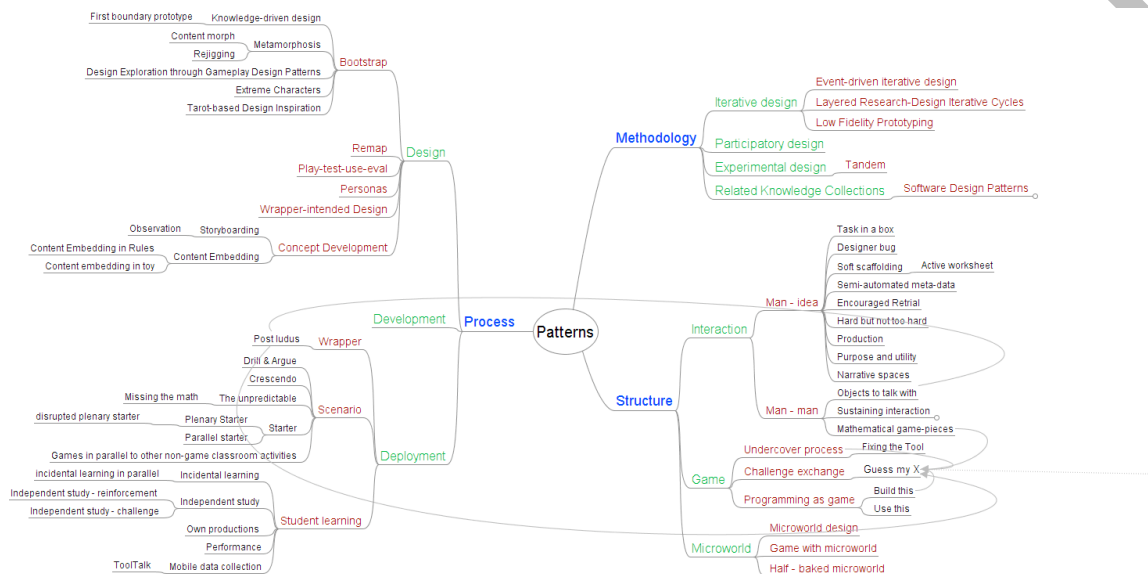 Patterns
Methodology
Iterative design
Event-driven iterative design
Layered Research-Design Iterative Cycles
Low Fidelity Prototyping
Participatory design
Experimental design
Tandem
Related Knowledge Collections
Software Design Patterns
Structure
Interaction
Man - idea
Task in a box
Designer bug
Soft scaffolding
Active worksheet
Semi-automated meta-data
Encouraged Retrial
Hard but not too hard
Production
Purpose and utility
Narrative spaces
Man - man
Objects to talk with
Sustaining interaction
Mathematical game-pieces
Game
Undercover process
Fixing the Tool
Challenge exchange
Guess my X
Programming as game
Build this
Use this
Microworld
Microworld design
Game with microworld
Half - baked microworld
Process
Design
Bootstrap
Knowledge-driven design
First boundary prototype
Metamorphosis
Content morph
Rejigging
Design Exploration through Gameplay Design Patterns
Extreme Characters
Tarot-based Design Inspiration
Remap
Play-test-use-eval
Personas
Wrapper-intended Design
Concept Development
Storyboarding
Observation
Content Embedding
Content Embedding in Rules
Content embedding in toy
Development
Deployment
Wrapper
Post ludus
Scenario
Drill & Argue
Crescendo
The unpredictable
Missing the math
Starter
Plenary Starter
disrupted plenary starter
Parallel starter
Games in parallel to other non-game classroom activities
Student learning
Incidental learning
incidental learning in parallel
Independent study
Independent study - reinforcement
Independent study - challenge
Own productions
Performance
Mobile data collection
ToolTalk